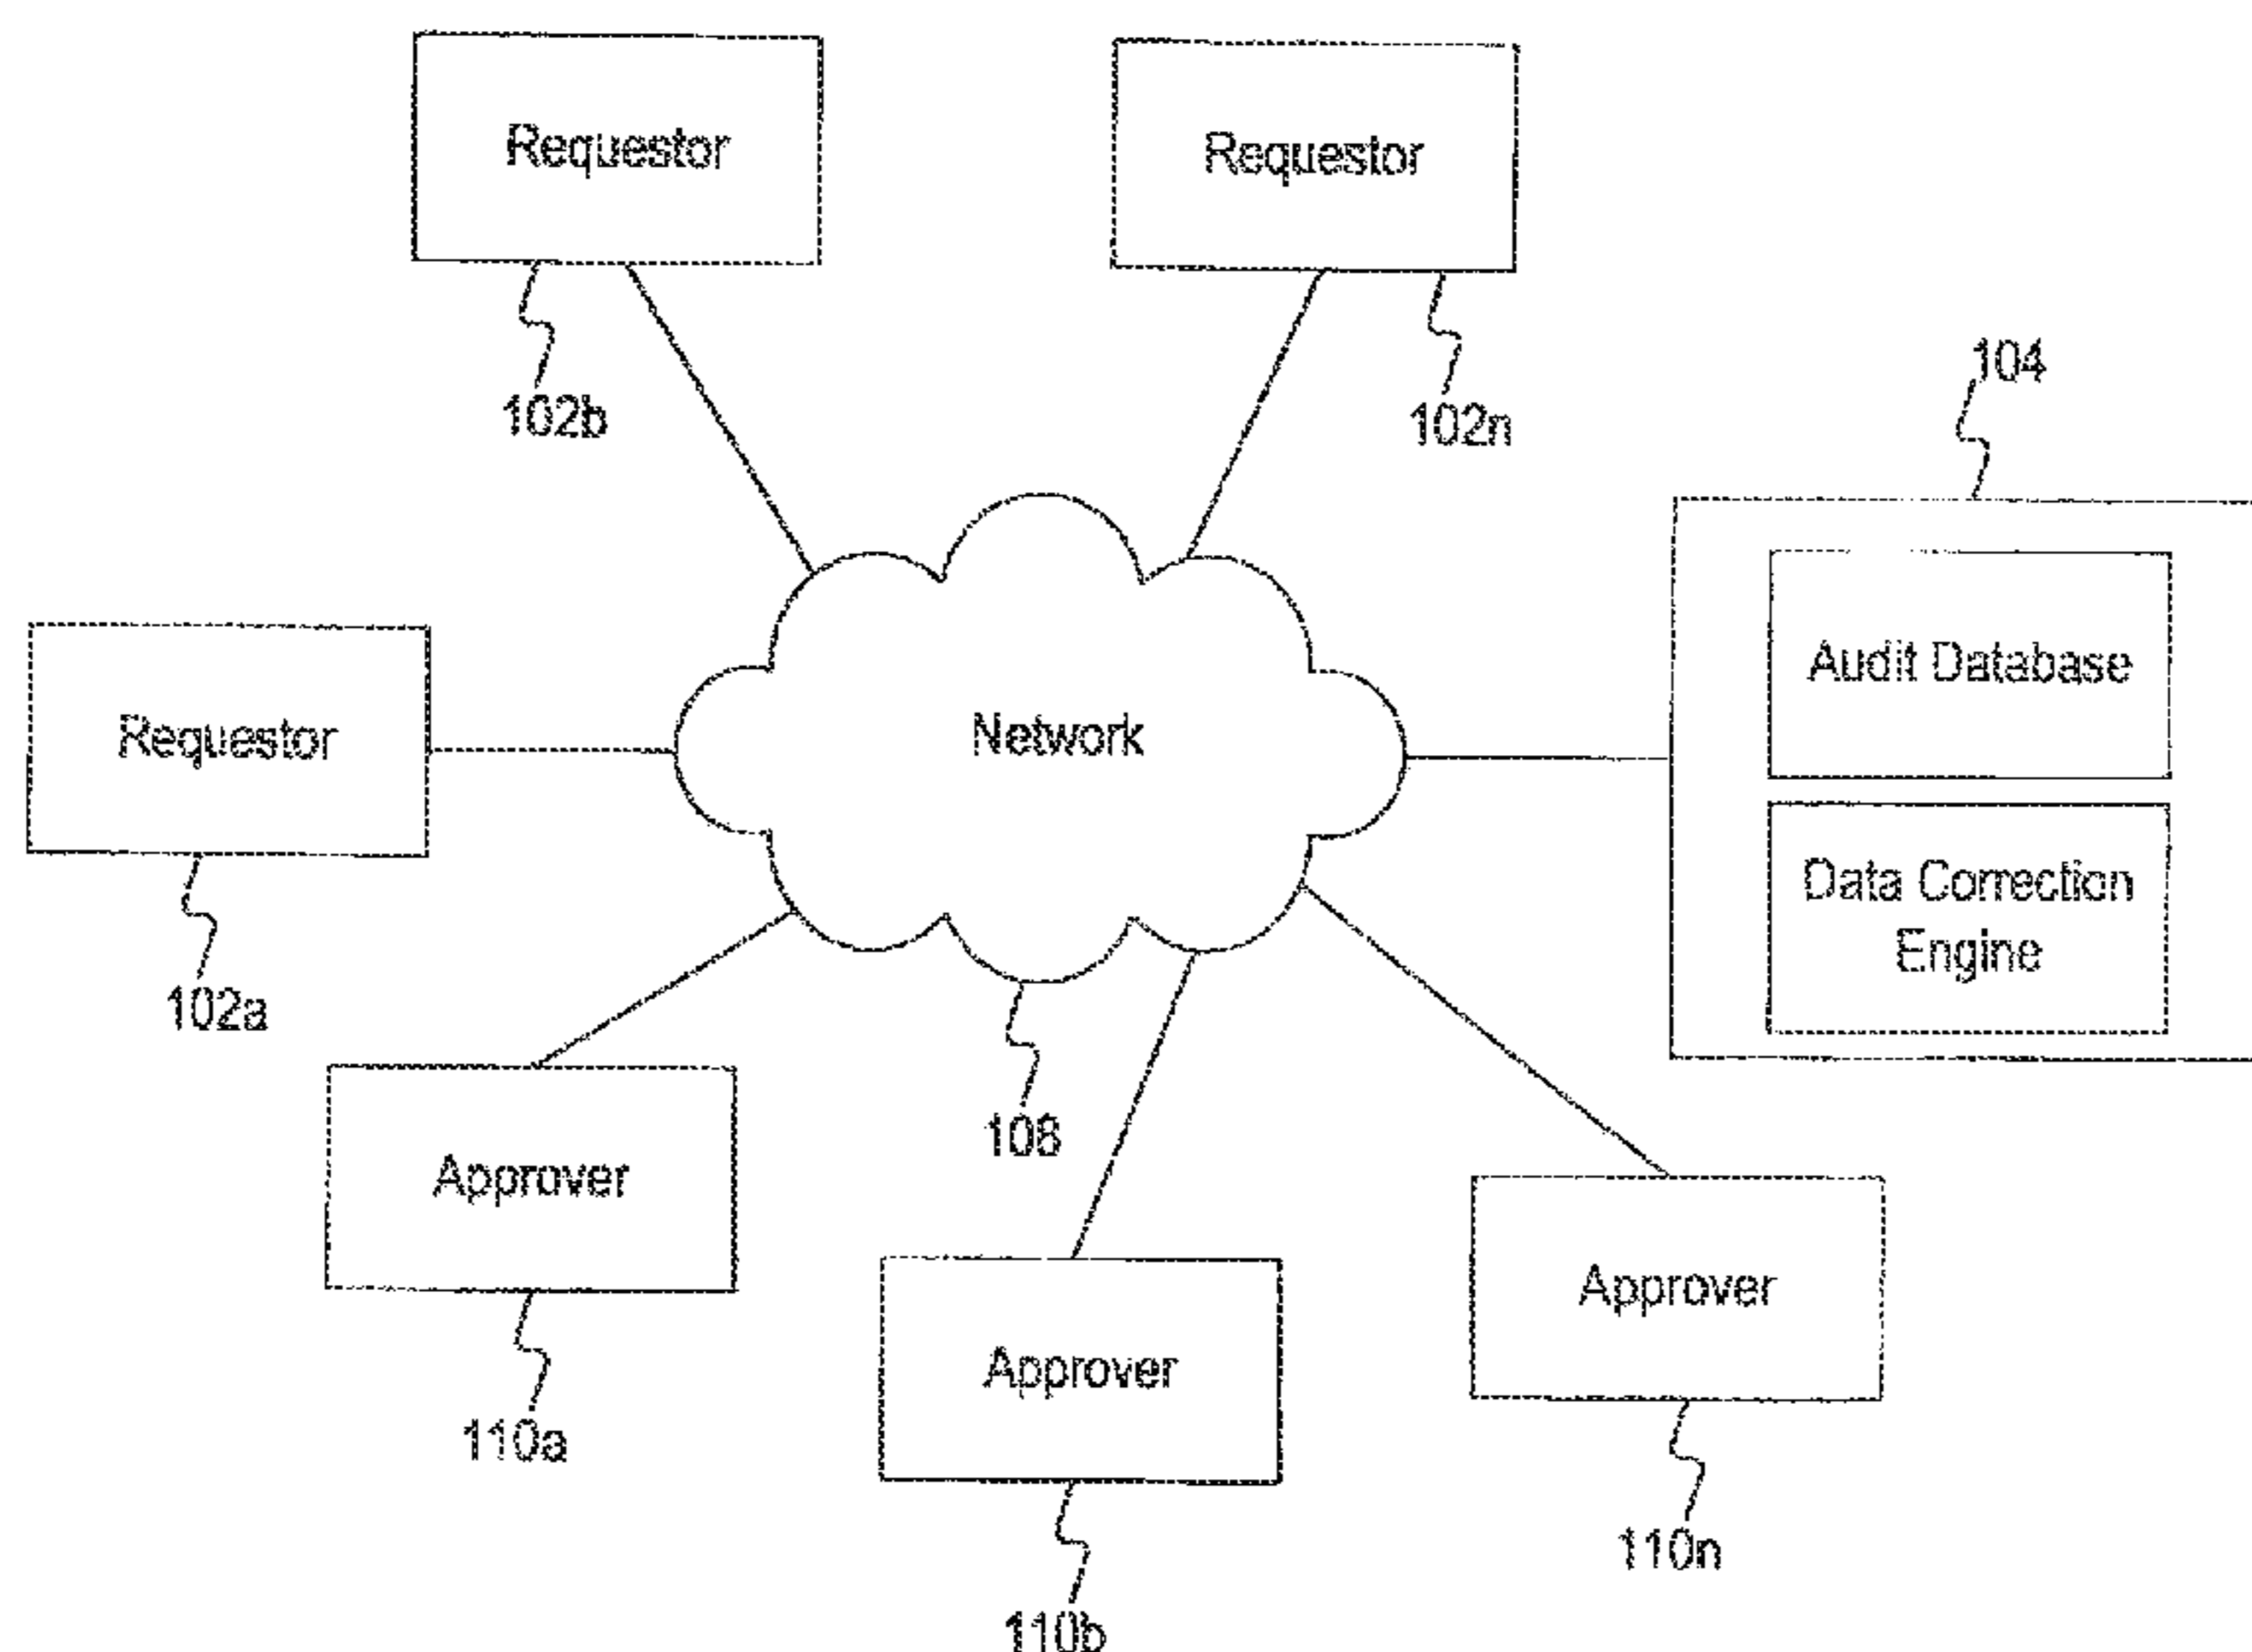 Requestor
Requestor
102b
102n
104
Requestor
Network
Audit Database
Data Correction
Engine
102a
108
Approver
Approver
Approver
110a
110n
110b